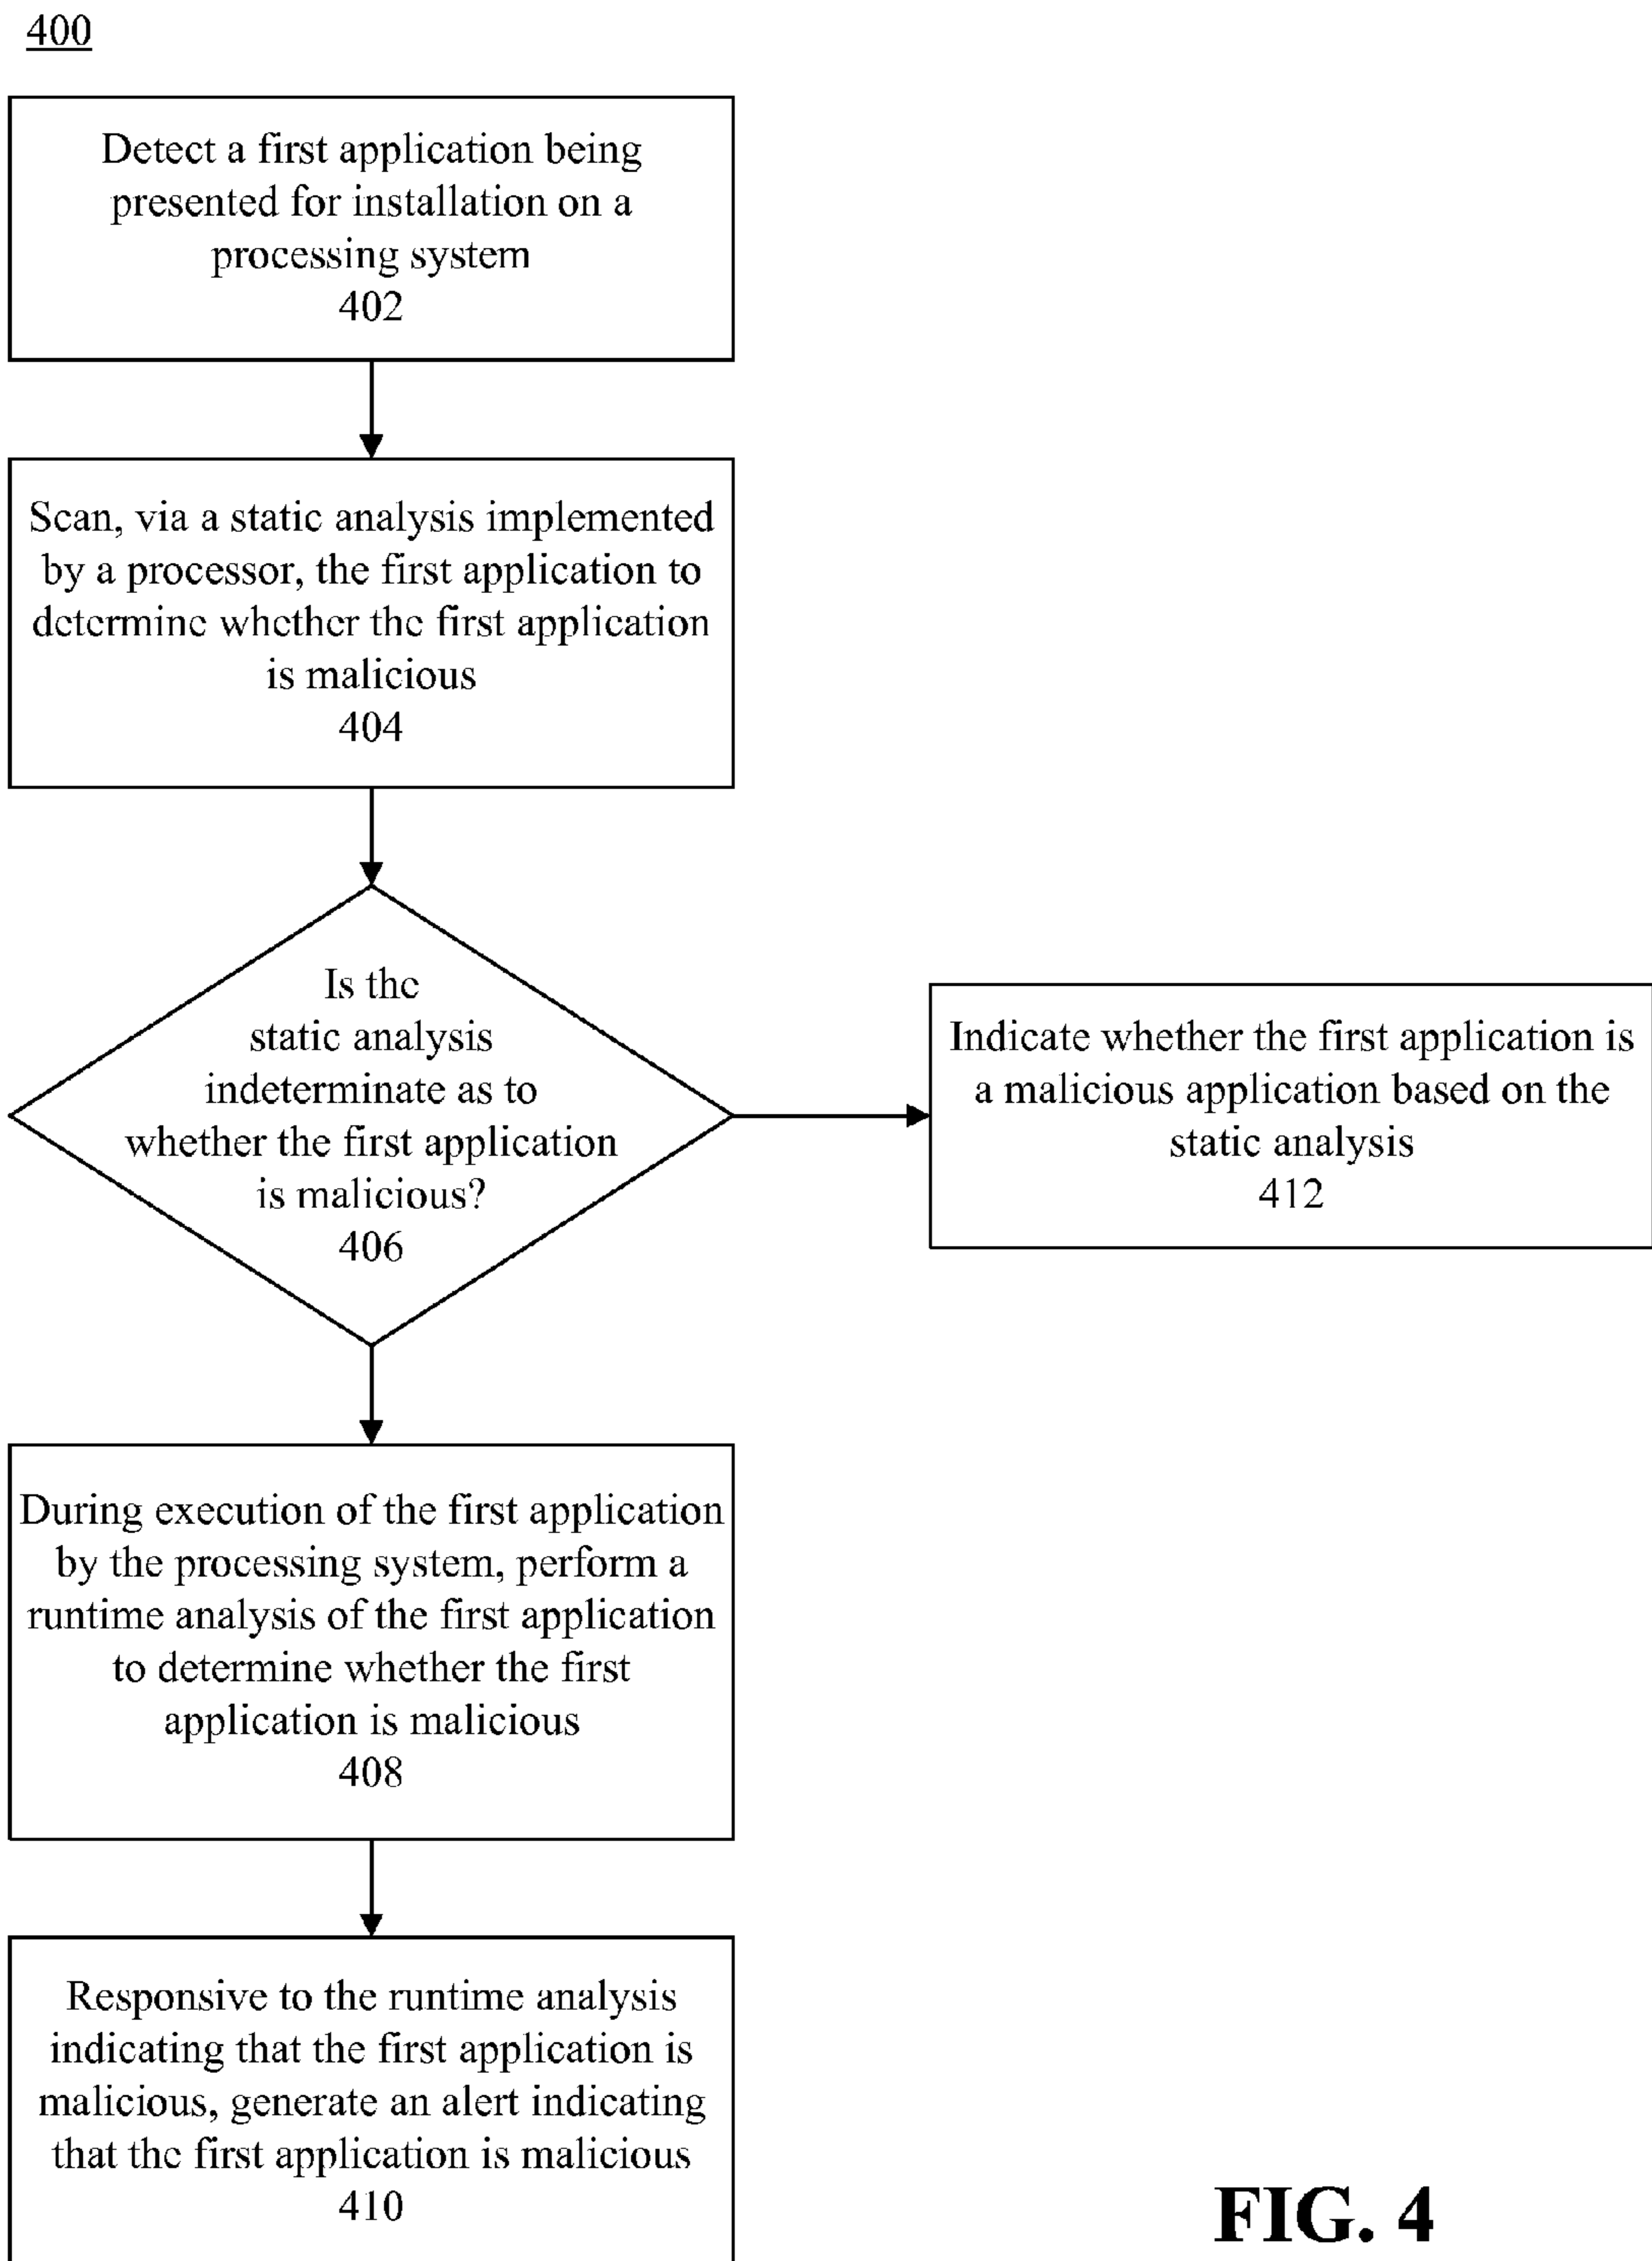 400
Detect a first application being
presented for installation on a
processing system
402
Scan, via a static analysis implemented
by a processor, the first application to
determine whether the first application
is malicious
404
Is the
static analysis
indeterminate as to
whether the first application
is malicious?
406
Indicate whether the first application is
a malicious application based on the
static analysis
412
During execution of the first application
by the processing system, perform a
runtime analysis of the first application
to determine whether the first
application is malicious
408
Responsive to the runtime analysis
indicating that the first application is
malicious, generate an alert indicating
that the first application is malicious
410
FIG. 4